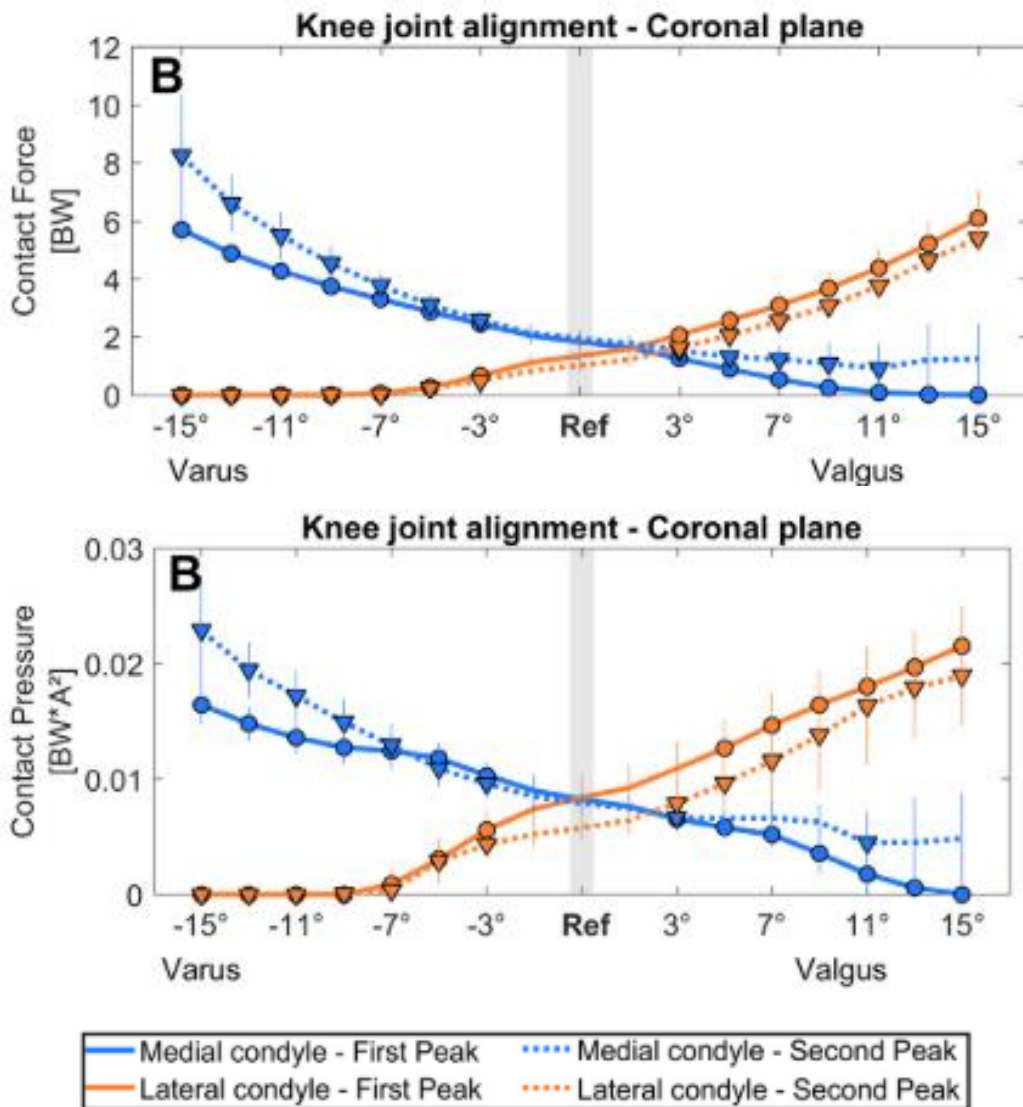 Knee joint alignment - Coronal plane
B
12
10
8
6
4
2
0
Contact Force
[BW]
-15° -11° -7° -3° Ref 3° 7° 11° 15°
Varus Valgus
Knee joint alignment - Coronal plane
B
0.03
0.02
0.01
0
Contact Pressure
[BW*A²]
-15° -11° -7° -3° Ref 3° 7° 11° 15°
Varus Valgus
Medial condyle - First Peak Medial condyle - Second Peak
Lateral condyle - First Peak Lateral condyle - Second Peak